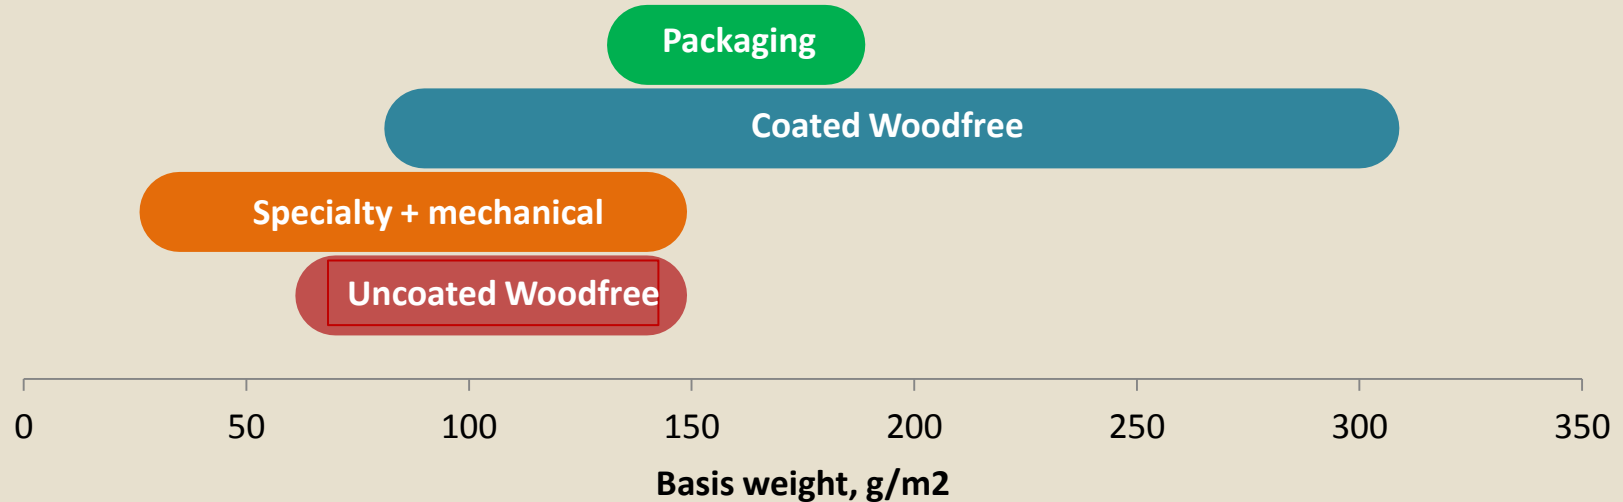 Packaging
Coated Woodfree
Specialty + mechanical
Uncoated Woodfree
0 50 100 150 200 250 300 350
Basis weight, g/m2